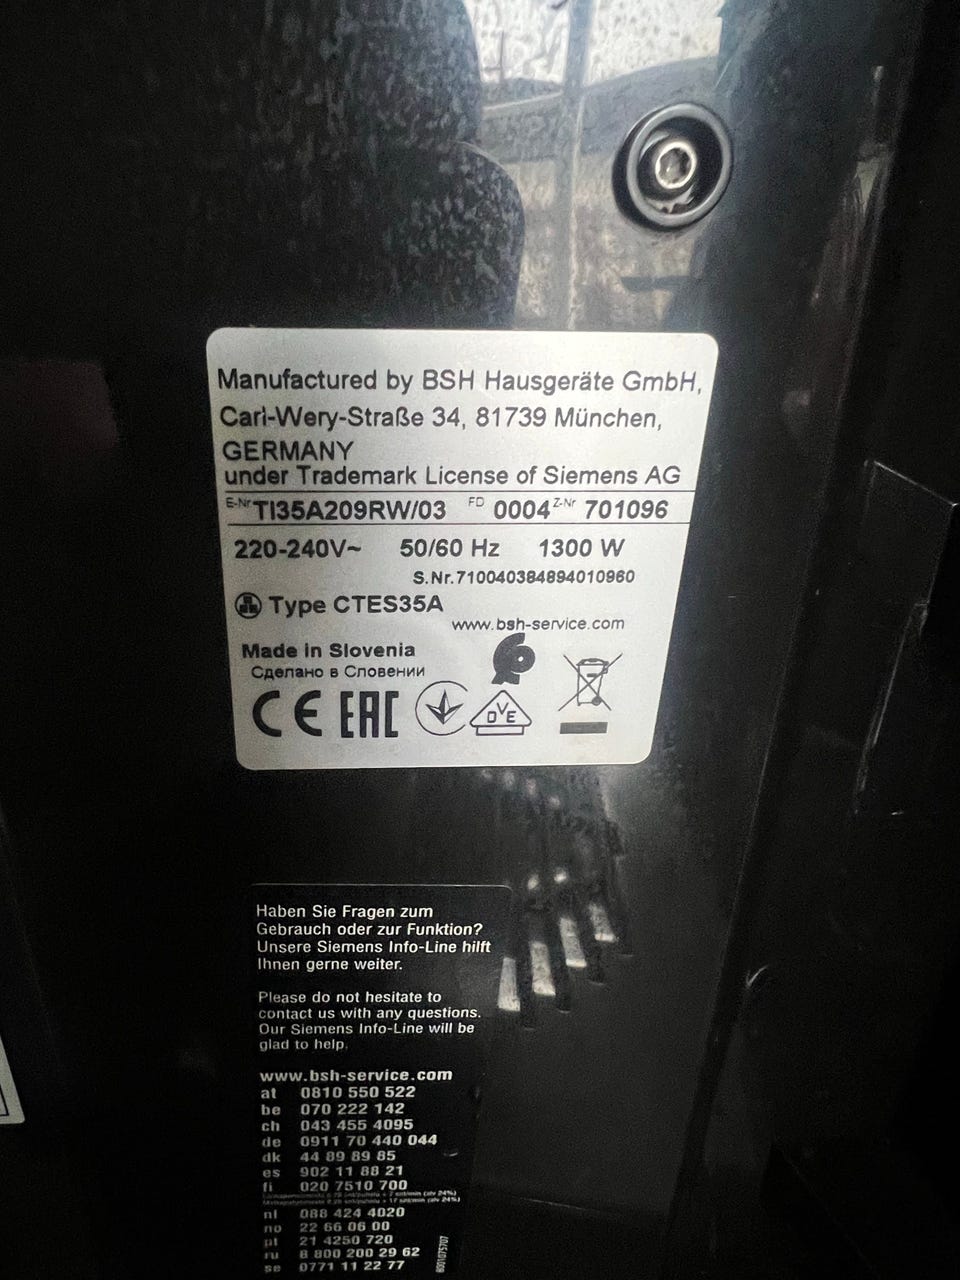 Manufactured by BSH Hausgeräte GmbH,
Carl-Wery-Straße 34, 81739 München,
GERMANY
under Trademark License of Siemens AG
E-Nr TI35A209RW/03 FD 0004 Z-Nr 701096
220-240V~ 50/60 Hz 1300 W
S.Nr.710040384894010960
Type CTES35A
www.bsh-service.com
Made in Slovenia
Сделано в Словении
CE EAC DVE
Haben Sie Fragen zum
Gebrauch oder zur Funktion?
Unsere Siemens Info-Line hilft
Ihnen gerne weiter.
Please do not hesitate to
contact us with any questions.
Our Siemens Info-Line will be
glad to help.
www.bsh-service.com
at 0810 550 522
be 070 222 142
ch 043 455 4095
de 0911 70 440 044
dk 44 89 89 85
es 902 11 88 21
fi 020 7510 700
nl 088 424 4020
no 22 66 06 00
pt 21 4250 720
ru 8 800 200 29 62
se 0771 11 22 77